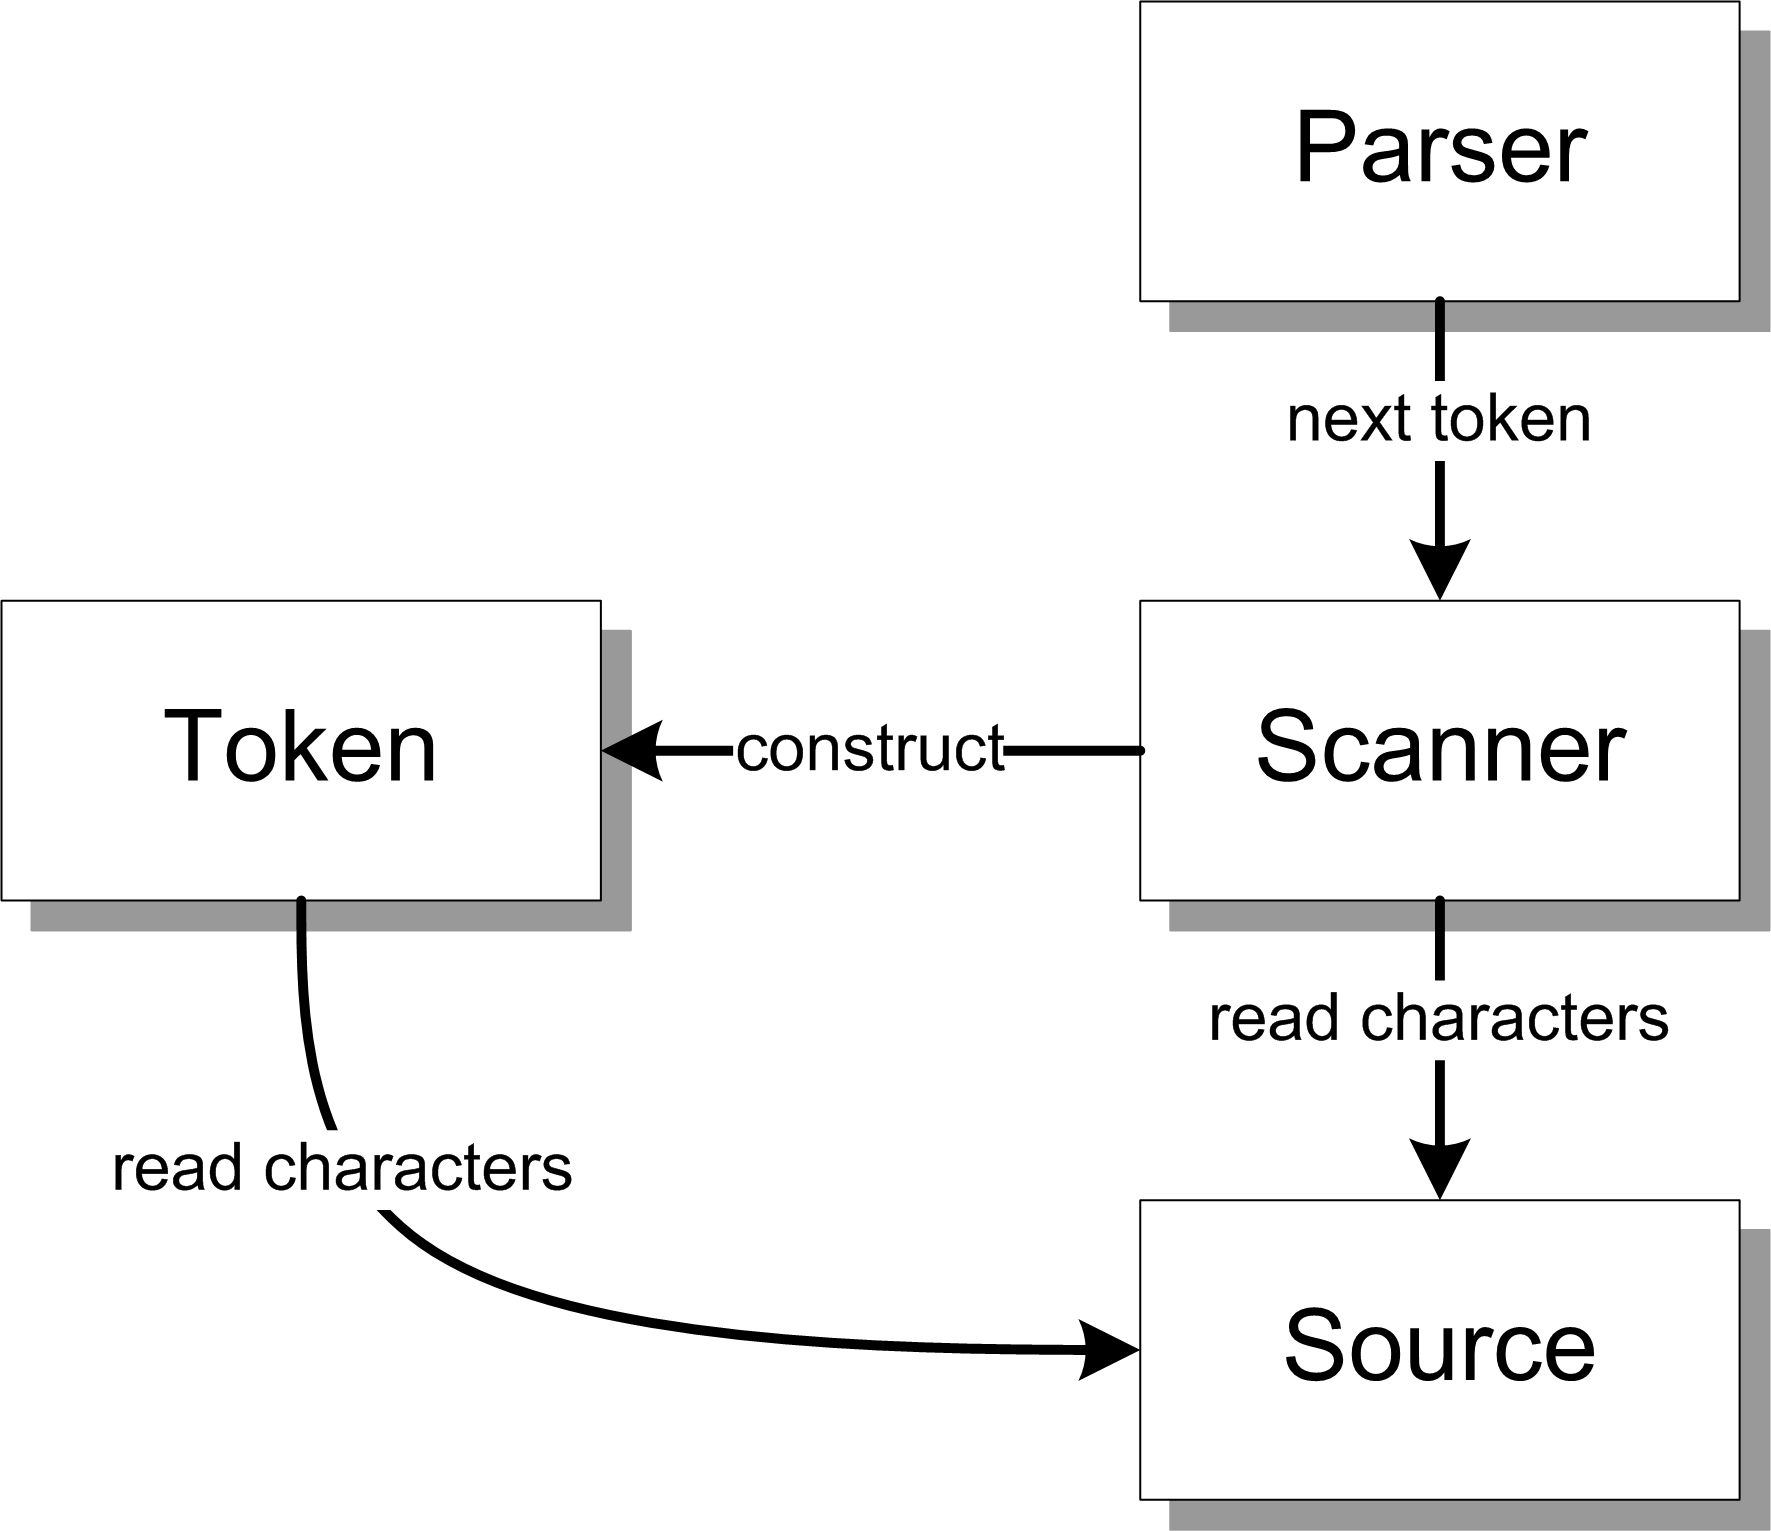 Parser
next token
Token
construct
Scanner
read characters
read characters
Source